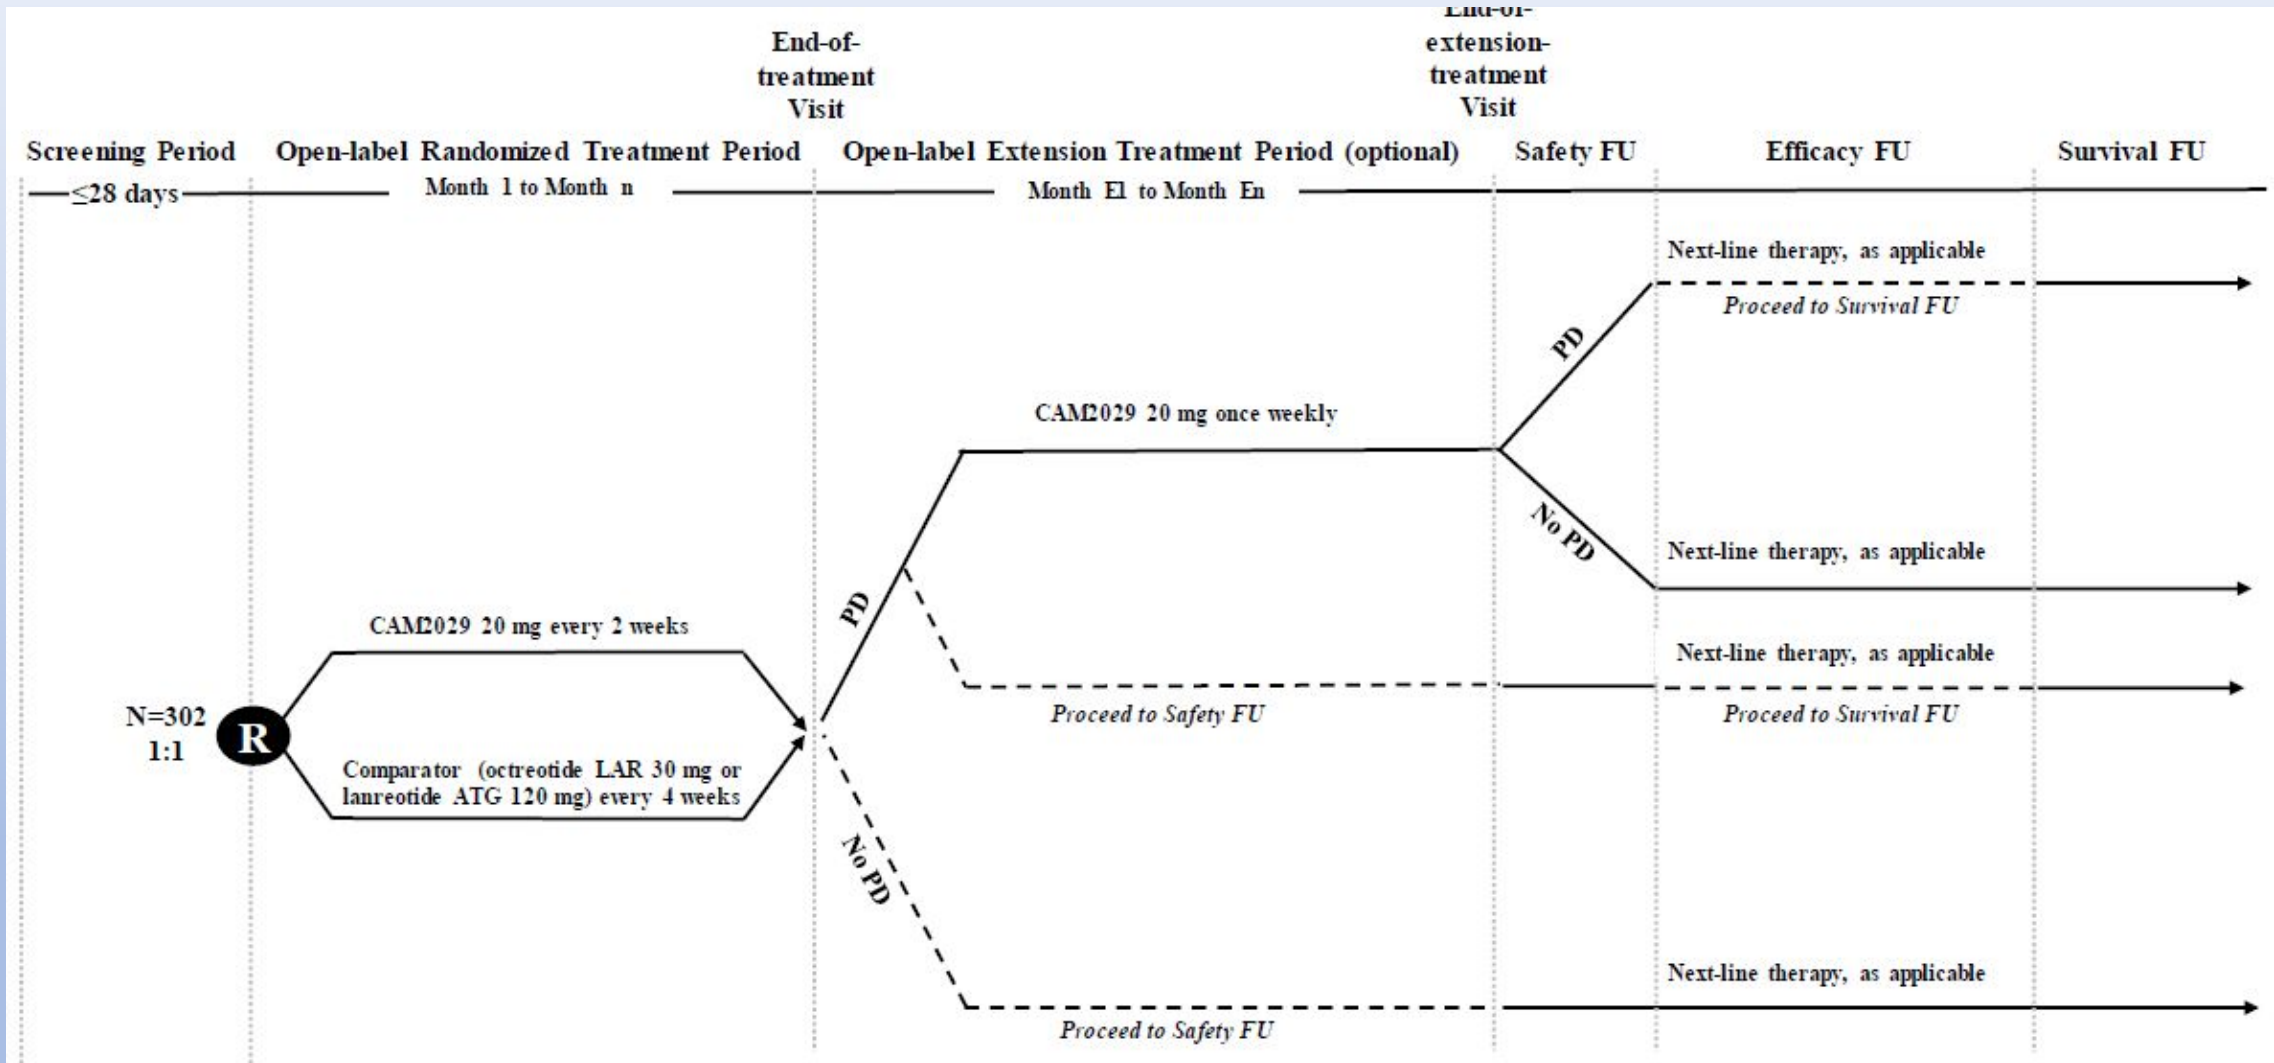 End-of-
treatment
Visit
End-of-
extension-
treatment
Visit
Screening Period
Open-label Randomized Treatment Period
Open-label Extension Treatment Period (optional)
Safety FU
Efficacy FU
Survival FU
≤28 days
Month 1 to Month n
Month E1 to Month En
Next-line therapy, as applicable
Proceed to Survival FU
PD
CAM2029 20 mg once weekly
No PD
Next-line therapy, as applicable
PD
CAM2029 20 mg every 2 weeks
Next-line therapy, as applicable
Proceed to Safety FU
Proceed to Survival FU
N=302
1:1
R
Comparator (octreotide LAR 30 mg or
lanreotide ATG 120 mg) every 4 weeks
No PD
Next-line therapy, as applicable
Proceed to Safety FU